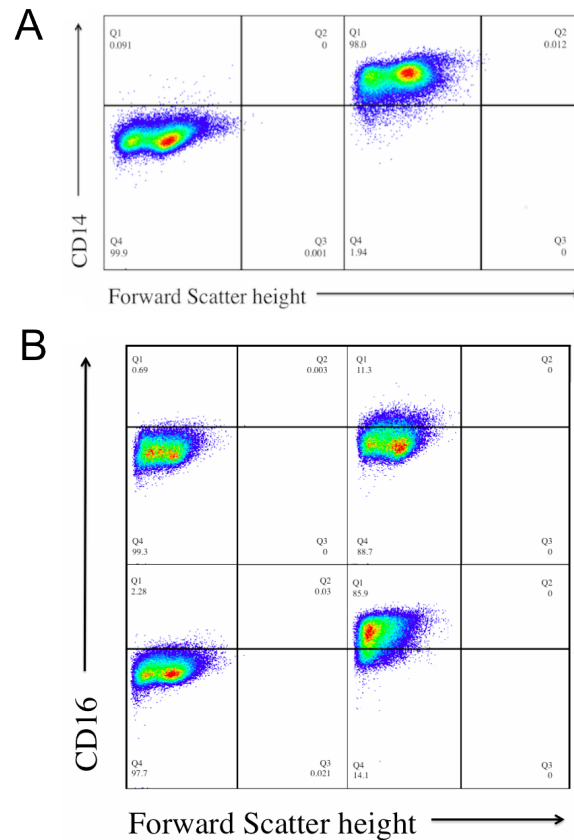 A
Q1
0.091
Q2
0
Q1
98.0
Q2
0.012
Q4
99.9
Q3
0.001
Q4
1.94
Q3
0
CD14
Forward Scatter height
B
Q1
0.69
Q2
0.003
Q1
11.3
Q2
0
Q4
99.3
Q3
0
Q4
88.7
Q3
0
Q1
2.28
Q2
0.03
Q1
85.9
Q2
0
Q4
97.7
Q3
0.021
Q4
14.1
Q3
0
CD16
Forward Scatter height